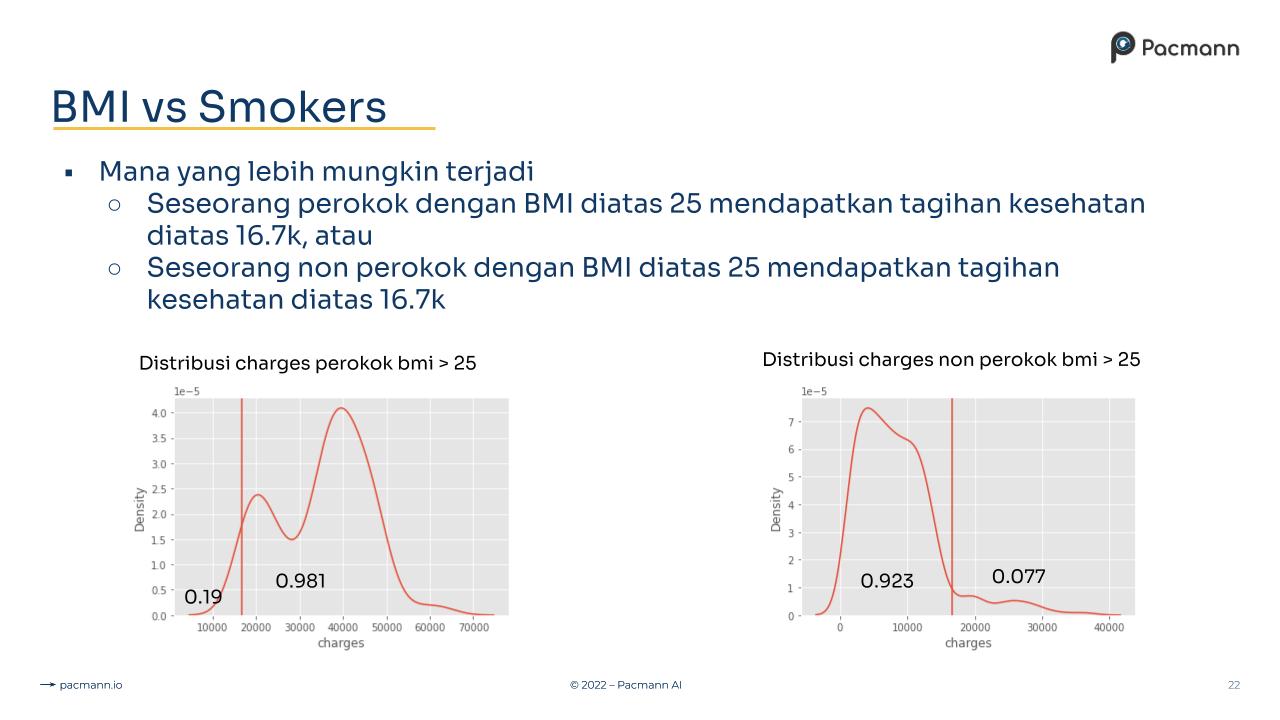 Pacmann
BMI vs Smokers
▪ Mana yang lebih mungkin terjadi
○ Seseorang perokok dengan BMI diatas 25 mendapatkan tagihan kesehatan
diatas 16.7k, atau
○ Seseorang non perokok dengan BMI diatas 25 mendapatkan tagihan
kesehatan diatas 16.7k
Distribusi charges perokok bmi > 25
1e−5
4.0
3.5
3.0
2.5
2.0
1.5
1.0
0.5
0.0
Density
0.19
0.981
10000 20000 30000 40000 50000 60000 70000
charges
Distribusi charges non perokok bmi > 25
1e−5
7
6
5
4
3
2
1
0
Density
0.923
0.077
0 10000 20000 30000 40000
charges
pacmann.io
© 2022 – Pacmann AI
22